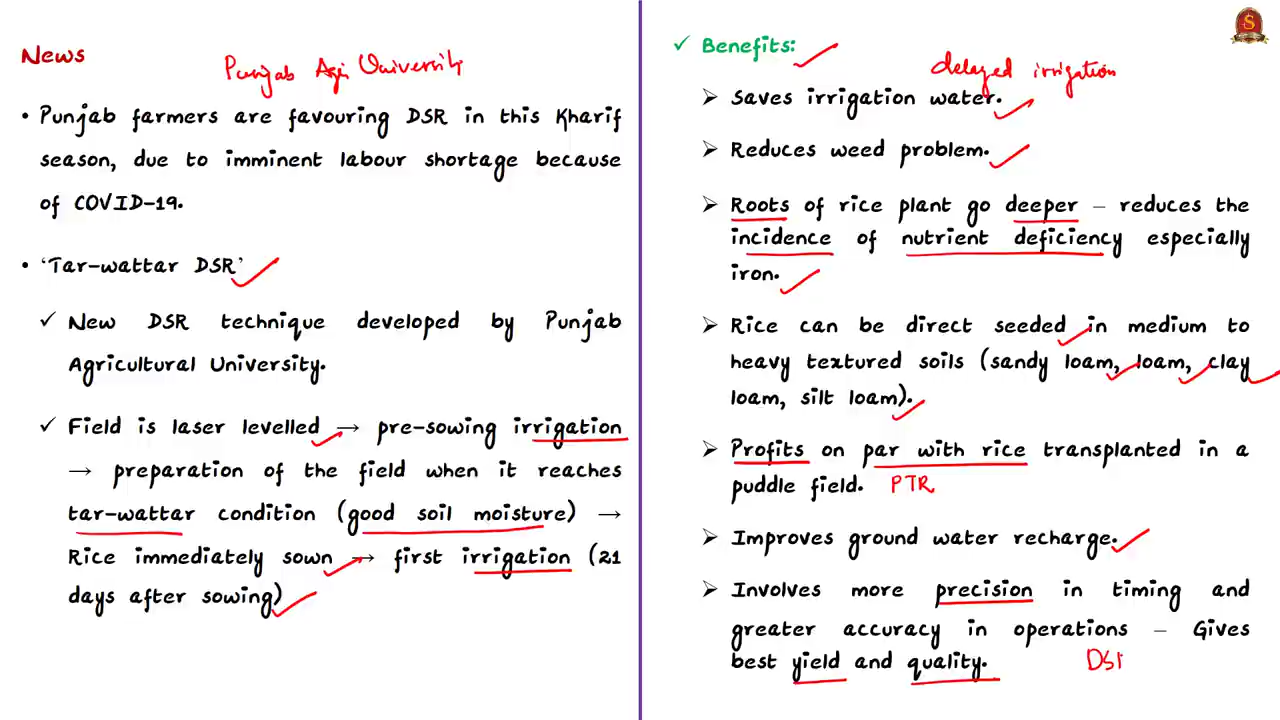 News
Punjab Agri University
• Punjab farmers are favouring DSR in this Kharif
season, due to imminent labour shortage because
of COVID-19.
• 'Tar-wattar DSR'
✓ New DSR technique developed by Punjab
Agricultural University.
✓ Field is laser levelled → pre-sowing irrigation
→ preparation of the field when it reaches
tar-wattar condition (good soil moisture) →
Rice immediately sown → first irrigation (21
days after sowing)
✓ Benefits:
delayed irrigation
➢ Saves irrigation water.
➢ Reduces weed problem.
➢ Roots of rice plant go deeper – reduces the
incidence of nutrient deficiency especially
iron.
➢ Rice can be direct seeded in medium to
heavy textured soils (sandy loam, loam, clay
loam, silt loam).
➢ Profits on par with rice transplanted in a
puddle field. PTR
➢ Improves ground water recharge.
➢ Involves more precision in timing and
greater accuracy in operations – Gives
best yield and quality.
S